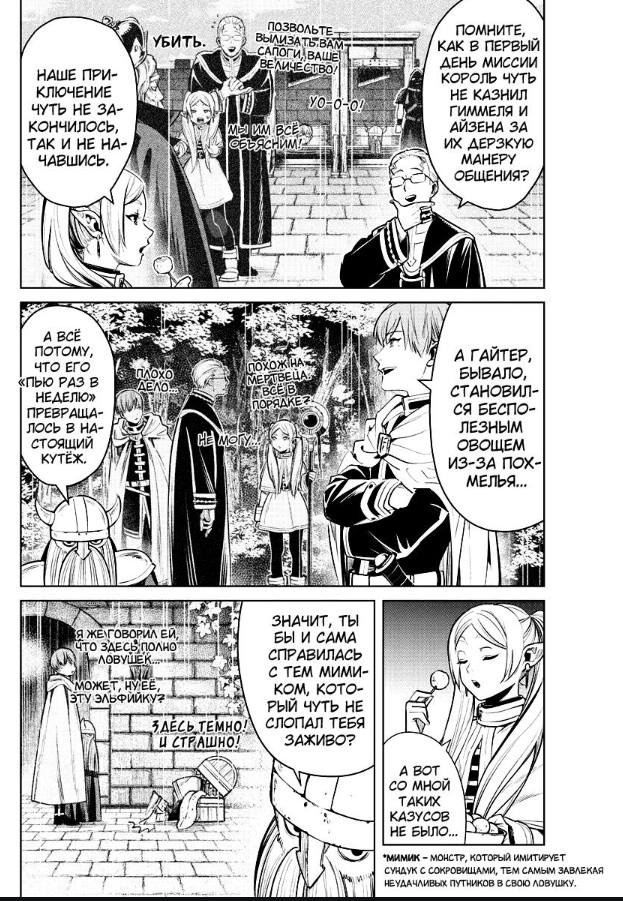 ПОМНИТЕ,
КАК В ПЕРВЫЙ
ДЕНЬ МИССИИ
КОРОЛЬ ЧУТЬ
НЕ КАЗНИЛ
ГИММЕЛЯ И
АЙЗЕНА ЗА
ИХ ДЕРЗКУЮ
МАНЕРУ
ОБЩЕНИЯ?
ПОЗВОЛЬТЕ
ВЫЛИЗАТЬ ВАМ
САПОГИ, ВАШЕ
ВЕЛИЧЕСТВО!
УБИТЬ.
УО-О-О!
МЫ ИМ ВСЁ
ОБЪЯСНИМ!
НАШЕ ПРИ-
КЛЮЧЕНИЕ
ЧУТЬ НЕ ЗА-
КОНЧИЛОСЬ,
ТАК И НЕ НА-
ЧАВШИСЬ.
А ГАЙТЕР,
БЫВАЛО,
СТАНОВИЛ-
СЯ БЕСПО-
ЛЕЗНЫМ
ОВОЩЕМ
ИЗ-ЗА ПОХ-
МЕЛЬЯ...
ПОХОЖ НА
МЕРТВЕЦА.
ВСЁ В
ПОРЯДКЕ?
НЕ МОГУ...
ПЛОХО
ДЕЛО...
А ВСЁ
ПОТОМУ,
ЧТО ЕГО
«ПЬЮ РАЗ В
НЕДЕЛЮ»
ПРЕВРАЩА-
ЛОСЬ В НА-
СТОЯЩИЙ
КУТЁЖ.
А ВОТ
СО МНОЙ
ТАКИХ
КАЗУСОВ
НЕ БЫЛО...
ЗНАЧИТ, ТЫ
БЫ И САМА
СПРАВИЛАСЬ
С ТЕМ МИМИ-
КОМ, КОТО-
РЫЙ ЧУТЬ НЕ
СЛОПАЛ ТЕБЯ
ЗАЖИВО?
Я ЖЕ ГОВОРИЛ ЕЙ,
ЧТО ЗДЕСЬ ПОЛНО
ЛОВУШЕК...
МОЖЕТ, НУ ЕЁ,
ЭТУ ЭЛЬФИЙКУ?
ЗДЕСЬ ТЕМНО!
И СТРАШНО!
*МИМИК – МОНСТР, КОТОРЫЙ ИМИТИРУЕТ
СУНДУК С СОКРОВИЩАМИ, ТЕМ САМЫМ ЗАВЛЕКАЯ
НЕУДАЧЛИВЫХ ПУТНИКОВ В СВОЮ ЛОВУШКУ.